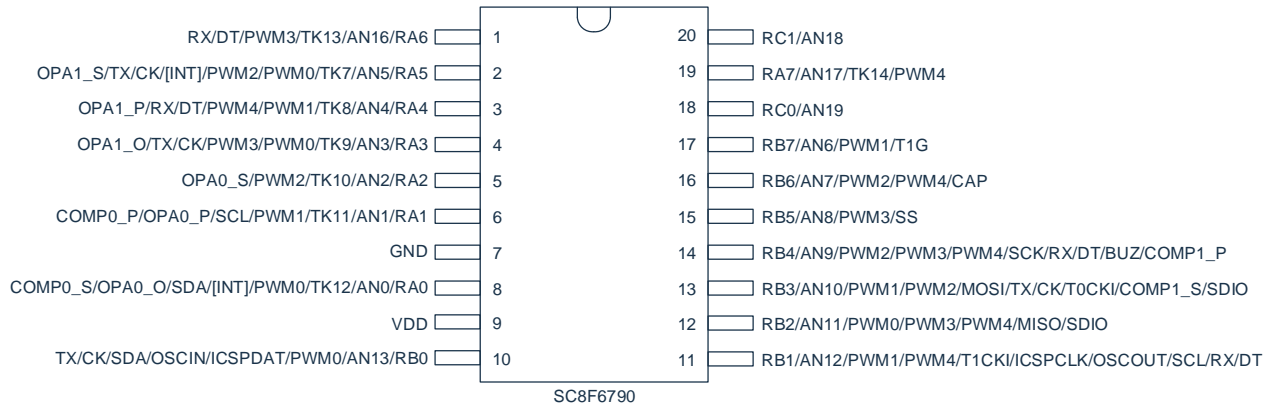 RX/DT/PWM3/TK13/AN16/RA6 1 20 RC1/AN18
OPA1_S/TX/CK/[INT]/PWM2/PWM0/TK7/AN5/RA5 2 19 RA7/AN17/TK14/PWM4
OPA1_P/RX/DT/PWM4/PWM1/TK8/AN4/RA4 3 18 RC0/AN19
OPA1_O/TX/CK/PWM3/PWM0/TK9/AN3/RA3 4 17 RB7/AN6/PWM1/T1G
OPA0_S/PWM2/TK10/AN2/RA2 5 16 RB6/AN7/PWM2/PWM4/CAP
COMP0_P/OPA0_P/SCL/PWM1/TK11/AN1/RA1 6 15 RB5/AN8/PWM3/SS
GND 7 14 RB4/AN9/PWM2/PWM3/PWM4/SCK/RX/DT/BUZ/COMP1_P
COMP0_S/OPA0_O/SDA/[INT]/PWM0/TK12/AN0/RA0 8 13 RB3/AN10/PWM1/PWM2/MOSI/TX/CK/T0CKI/COMP1_S/SDIO
VDD 9 12 RB2/AN11/PWM0/PWM3/PWM4/MISO/SDIO
TX/CK/SDA/OSCIN/ICSPDAT/PWM0/AN13/RB0 10 11 RB1/AN12/PWM1/PWM4/T1CKI/ICSPCLK/OSCOUT/SCL/RX/DT
SC8F6790